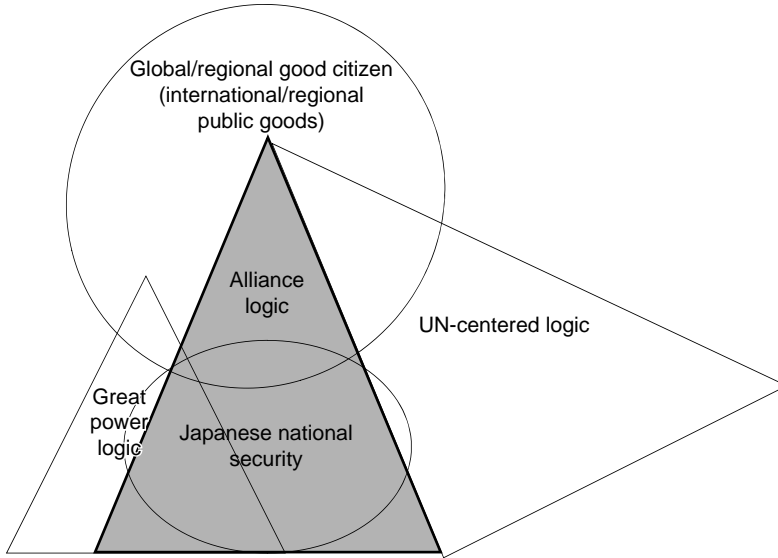 Global/regional good citizen
(international/regional
public goods)
Alliance
logic
UN-centered logic
Great
power
logic
Japanese national
security